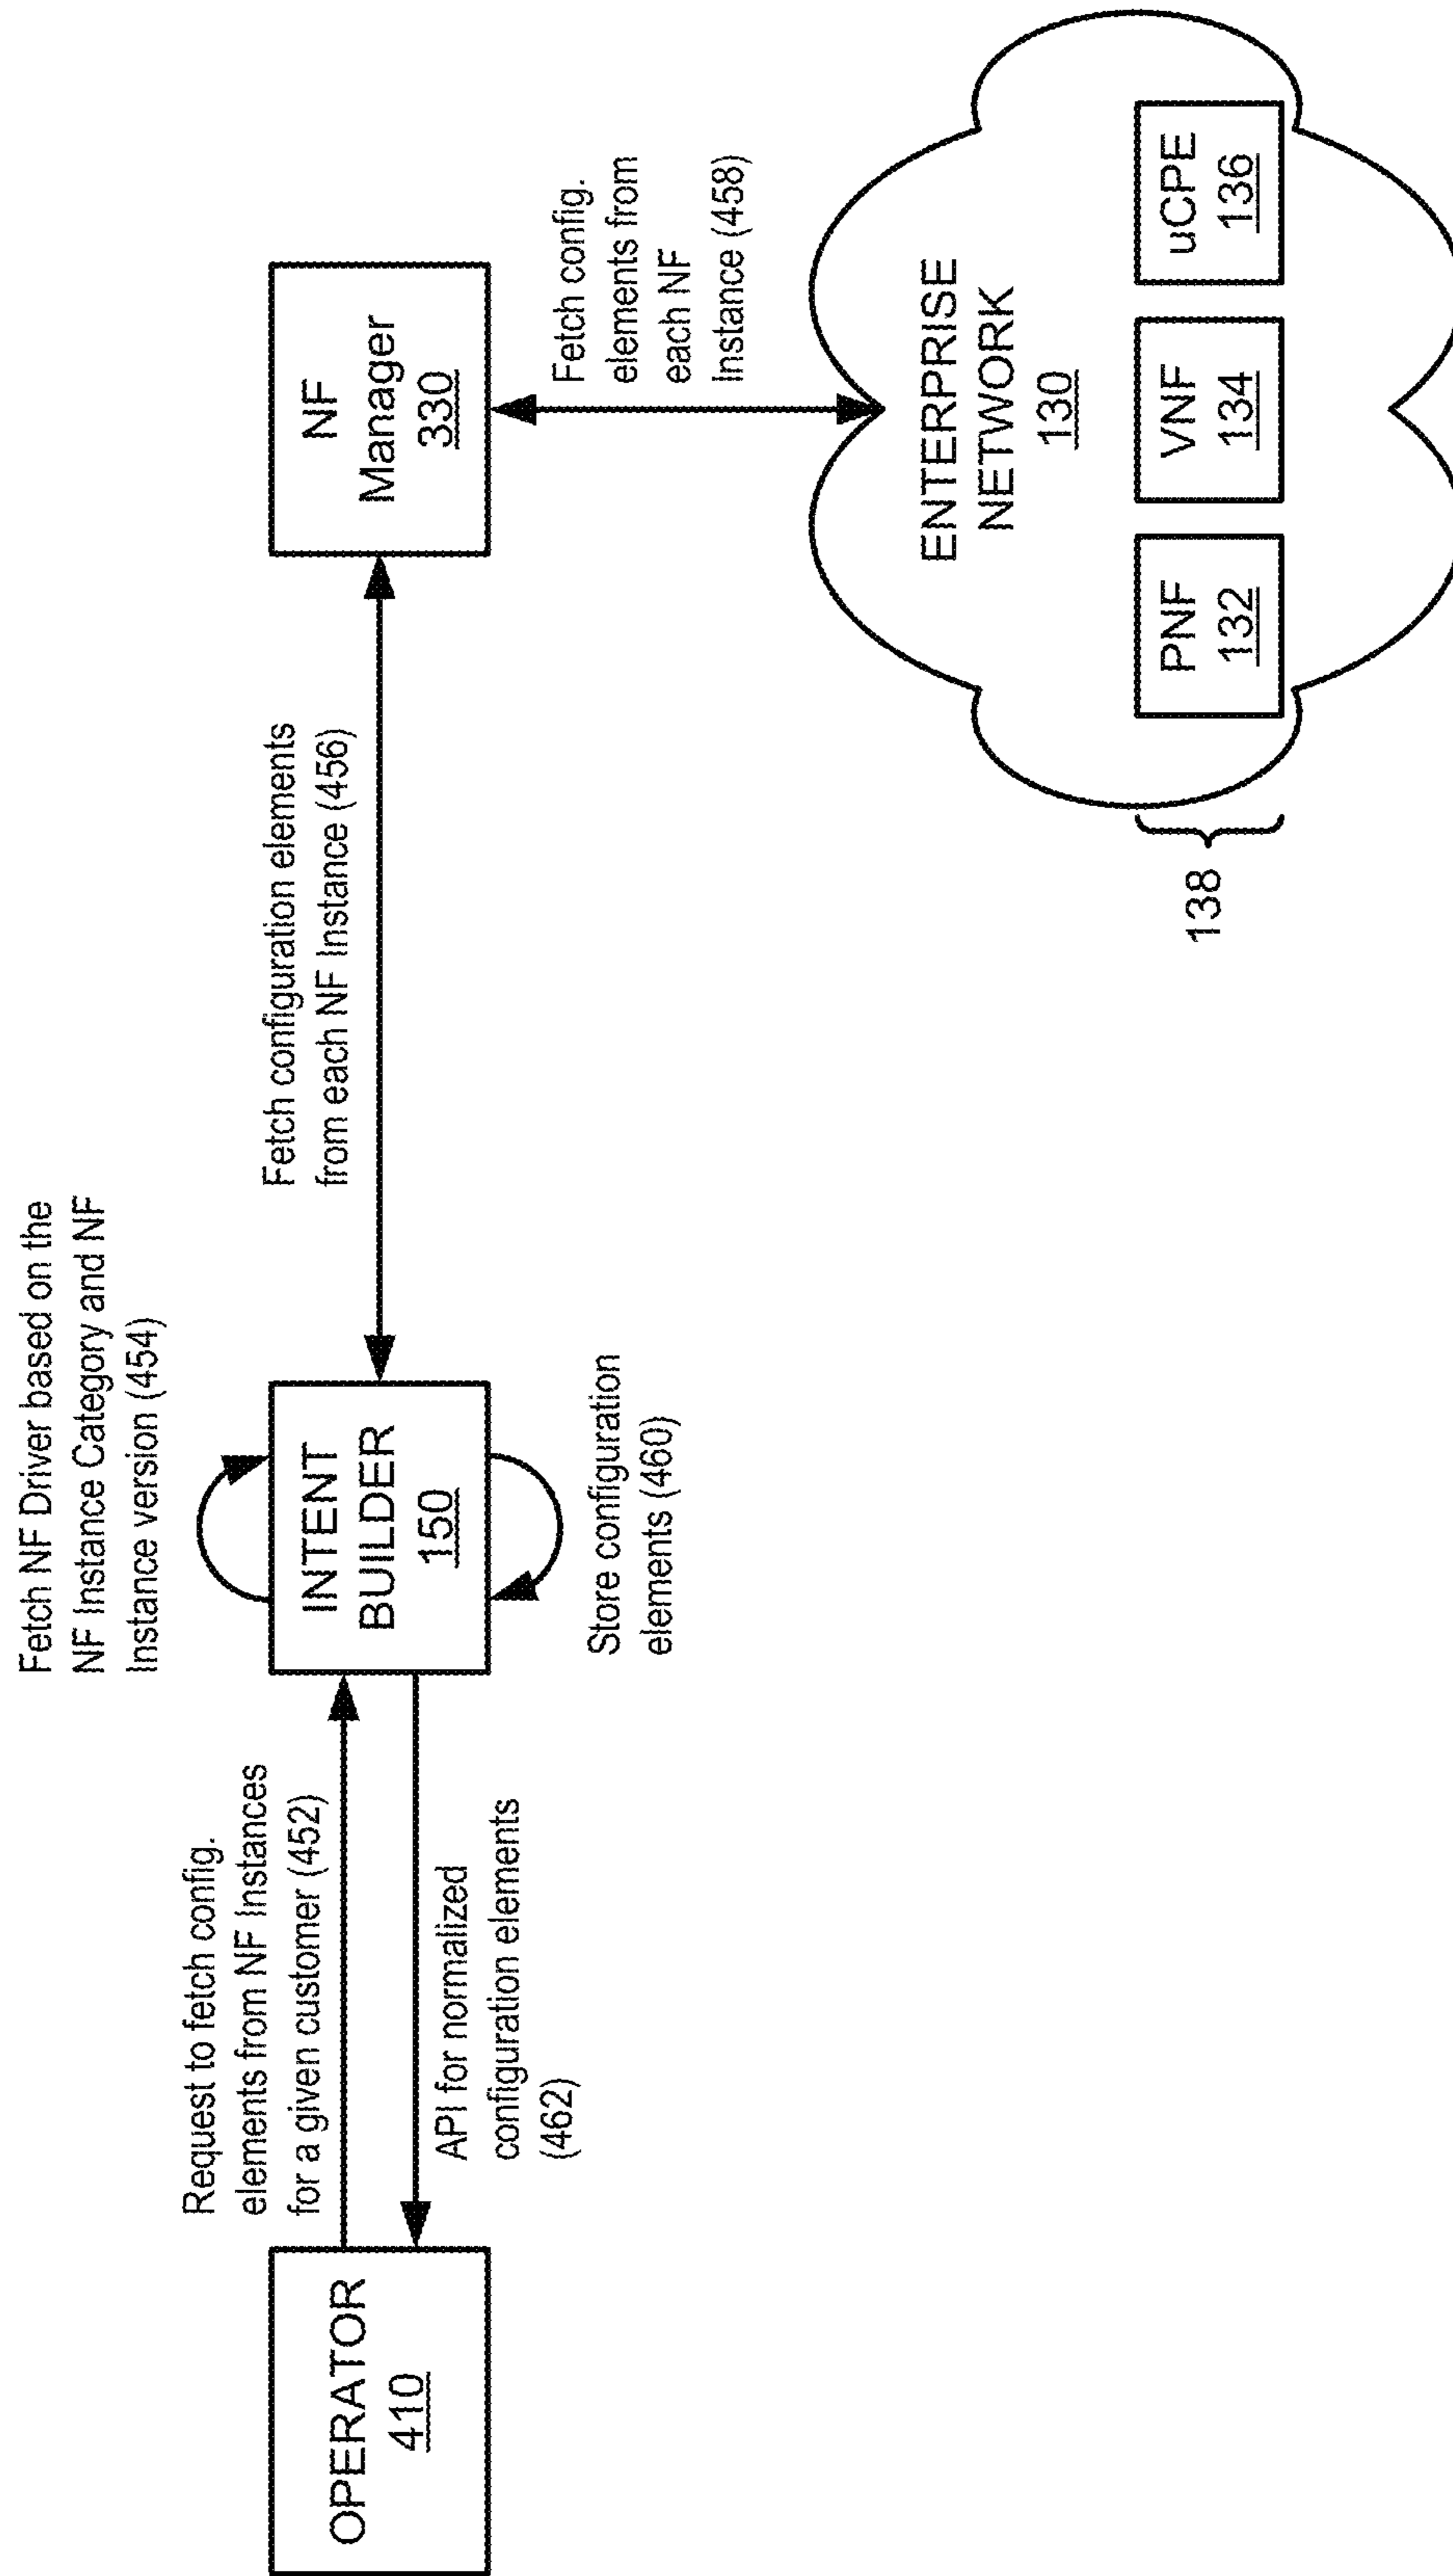 Fetch NF Driver based on the
NF Instance Category and NF
Instance version (454)
Request to fetch config.
elements from NF Instances
for a given customer (452)
Fetch configuration elements
from each NF Instance (456)
OPERATOR
410
INTENT
BUILDER
150
NF
Manager
330
API for normalized
configuration elements
(462)
Store configuration
elements (460)
Fetch config.
elements from
each NF
Instance (458)
ENTERPRISE
NETWORK
130
138
PNF
132
VNF
134
uCPE
136